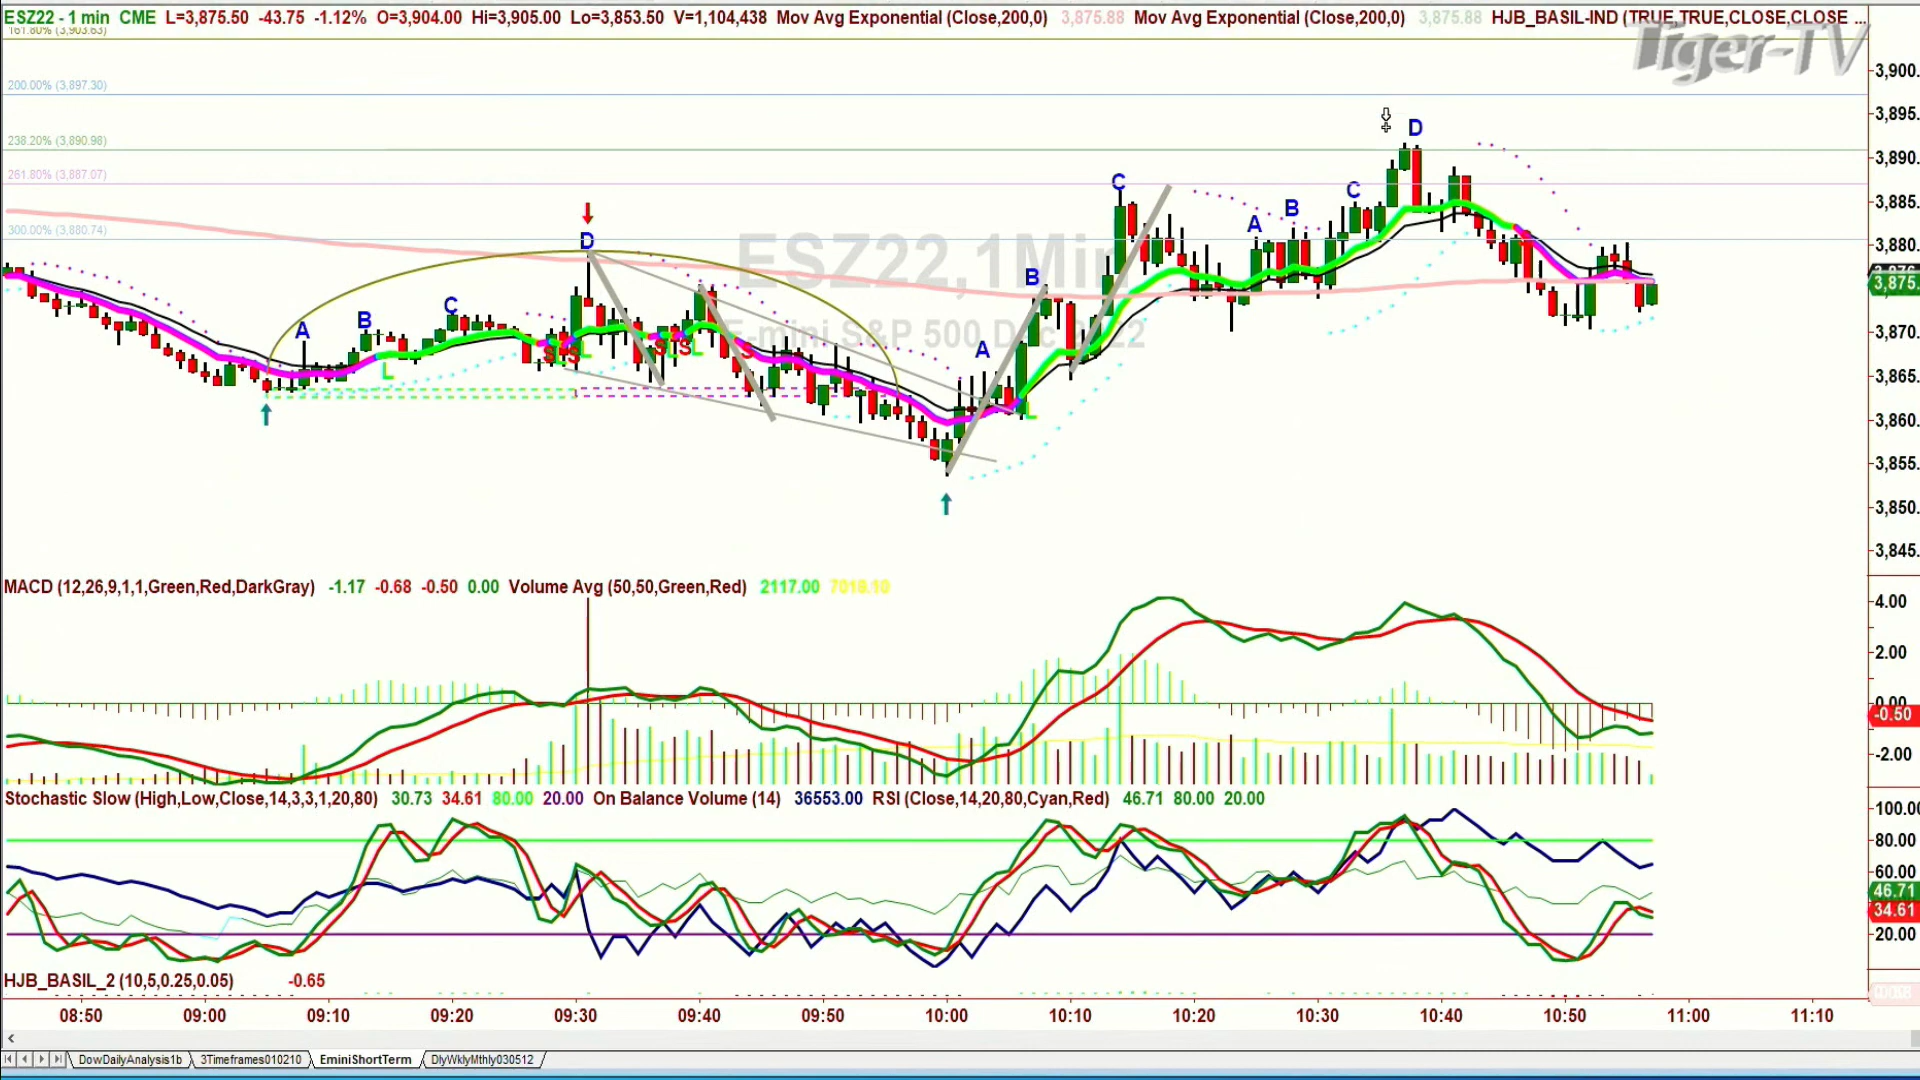 ESZ22 - 1 min CME L=3,875.50 -43.75 -1.12% O=3,904.00 Hi=3,905.00 Lo=3,853.50 V=1,104,438 Mov Avg Exponential (Close,200,0) 3,875.88 Mov Avg Exponential (Close,200,0) 3,875.88 HJB_BASIL-IND (TRUE,TRUE,CLOSE,CLOSE ...
161.80% (3,903.63)
Tiger-TV
3,900.
200.00% (3,897.30)
3,895.
D
238.20% (3,890.98)
3,890.
261.80% (3,887.07)
C
C
3,885.
B
A
300.00% (3,880.74)
D
3,880.
ESZ22,1Min
B
3,875.
C
B
A
E-mini S&P 500 Dec 2022
3,870.
A
S S L S S L S
L
3,865.
L
3,860.
3,855.
3,850.
3,845.
MACD (12,26,9,1,1,Green,Red,DarkGray) -1.17 -0.68 -0.50 0.00 Volume Avg (50,50,Green,Red) 2117.00 7018.10
4.00
2.00
0.00
-0.50
-2.00
Stochastic Slow (High,Low,Close,14,3,3,1,20,80) 30.73 34.61 80.00 20.00 On Balance Volume (14) 36553.00 RSI (Close,14,20,80,Cyan,Red) 46.71 80.00 20.00
100.00
80.00
60.00
46.71
34.61
20.00
HJB_BASIL_2 (10,5,0.25,0.05) -0.65
08:50 09:00 09:10 09:20 09:30 09:40 09:50 10:00 10:10 10:20 10:30 10:40 10:50 11:00 11:10
DowDailyAnalysis1b 3Timeframes010210 EminiShortTerm DlyWklyMthly030512